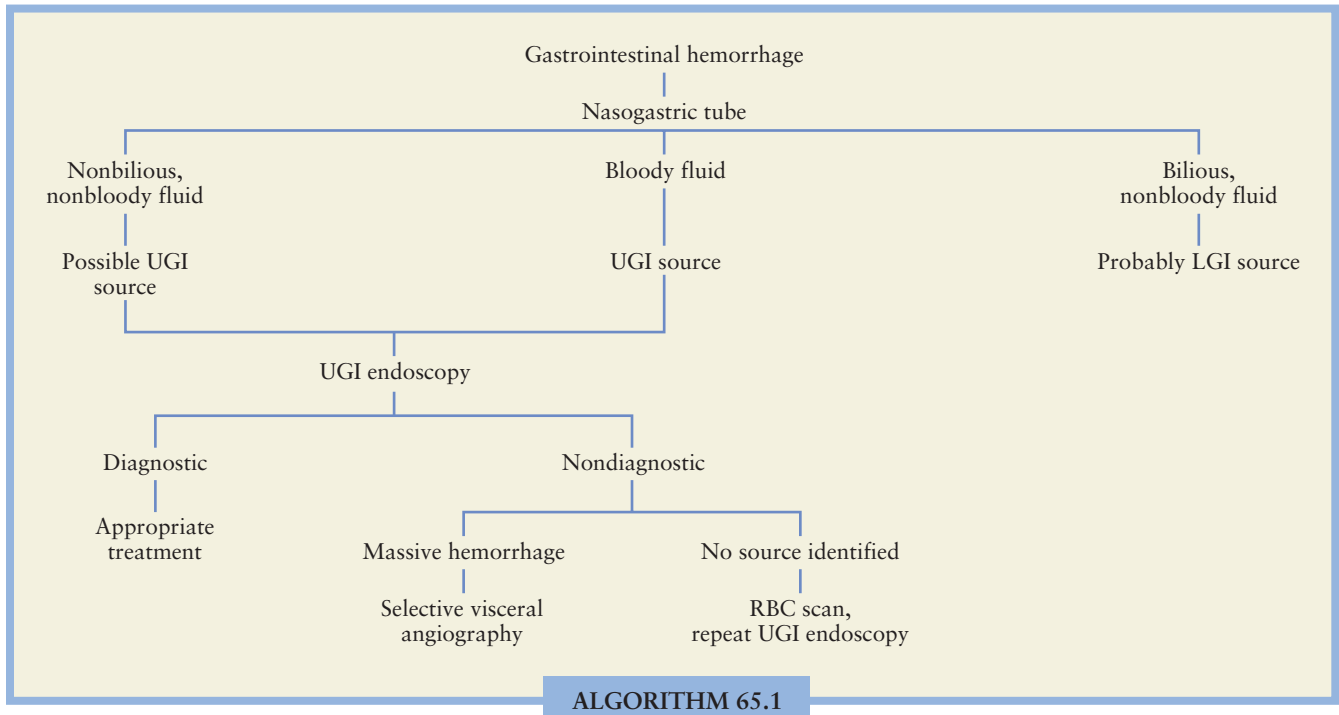 Gastrointestinal hemorrhage
Nasogastric tube
Nonbilious,
nonbloody fluid
Bloody fluid
Bilious,
nonbloody fluid
Possible UGI
source
UGI source
Probably LGI source
UGI endoscopy
Diagnostic
Nondiagnostic
Appropriate
treatment
Massive hemorrhage
No source identified
Selective visceral
angiography
RBC scan,
repeat UGI endoscopy
ALGORITHM 65.1